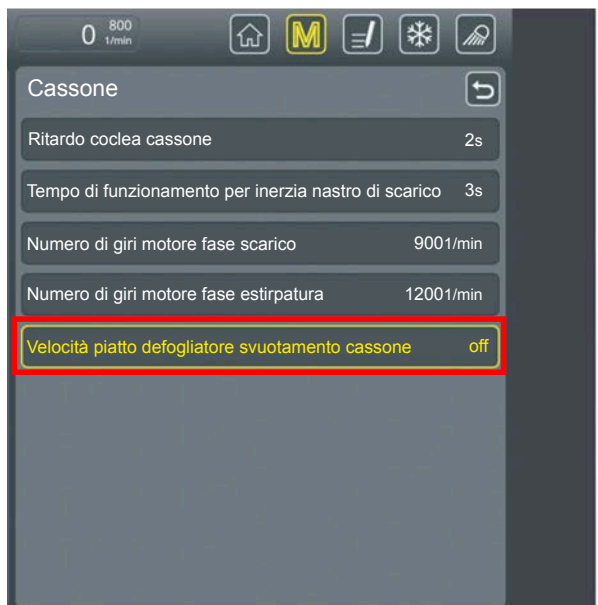 0 800
1/min
M
Cassone
Ritardo coclea cassone 2s
Tempo di funzionamento per inerzia nastro di scarico 3s
Numero di giri motore fase scarico 9001/min
Numero di giri motore fase estirpatura 12001/min
Velocità piatto defogliatore svuotamento cassone off